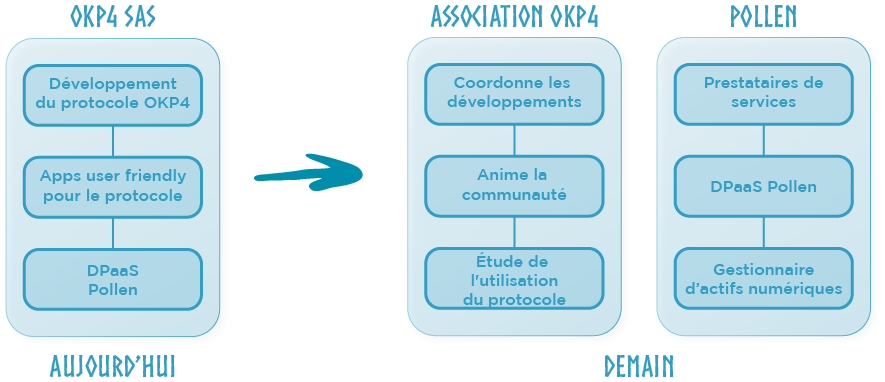 OKP4 SAS
Développement
du protocole OKP4
Apps user friendly
pour le protocole
DPaaS
Pollen
AUJOURD'HUI
ASSOCIATION OKP4
Coordonne les
développements
Anime la
communauté
Étude de
l'utilisation
du protocole
POLLEN
Prestataires de
services
DPaaS Pollen
Gestionnaire
d'actifs numériques
DEMAIN